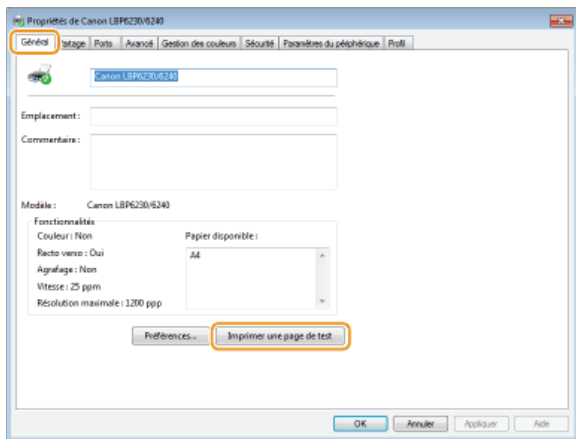 Propriétés de Canon LBP6230/6240
Général Partage Ports Avancé Gestion des couleurs Sécurité Paramètres du périphérique Profil
Canon LBP6230/6240
Emplacement :
Commentaire :
Modèle : Canon LBP6230/6240
Fonctionnalités
Couleur : Non Papier disponible :
Recto verso : Oui A4
Agrafage : Non
Vitesse : 25 ppm
Résolution maximale : 1200 ppp
Préférences... Imprimer une page de test
OK Annuler Appliquer Aide